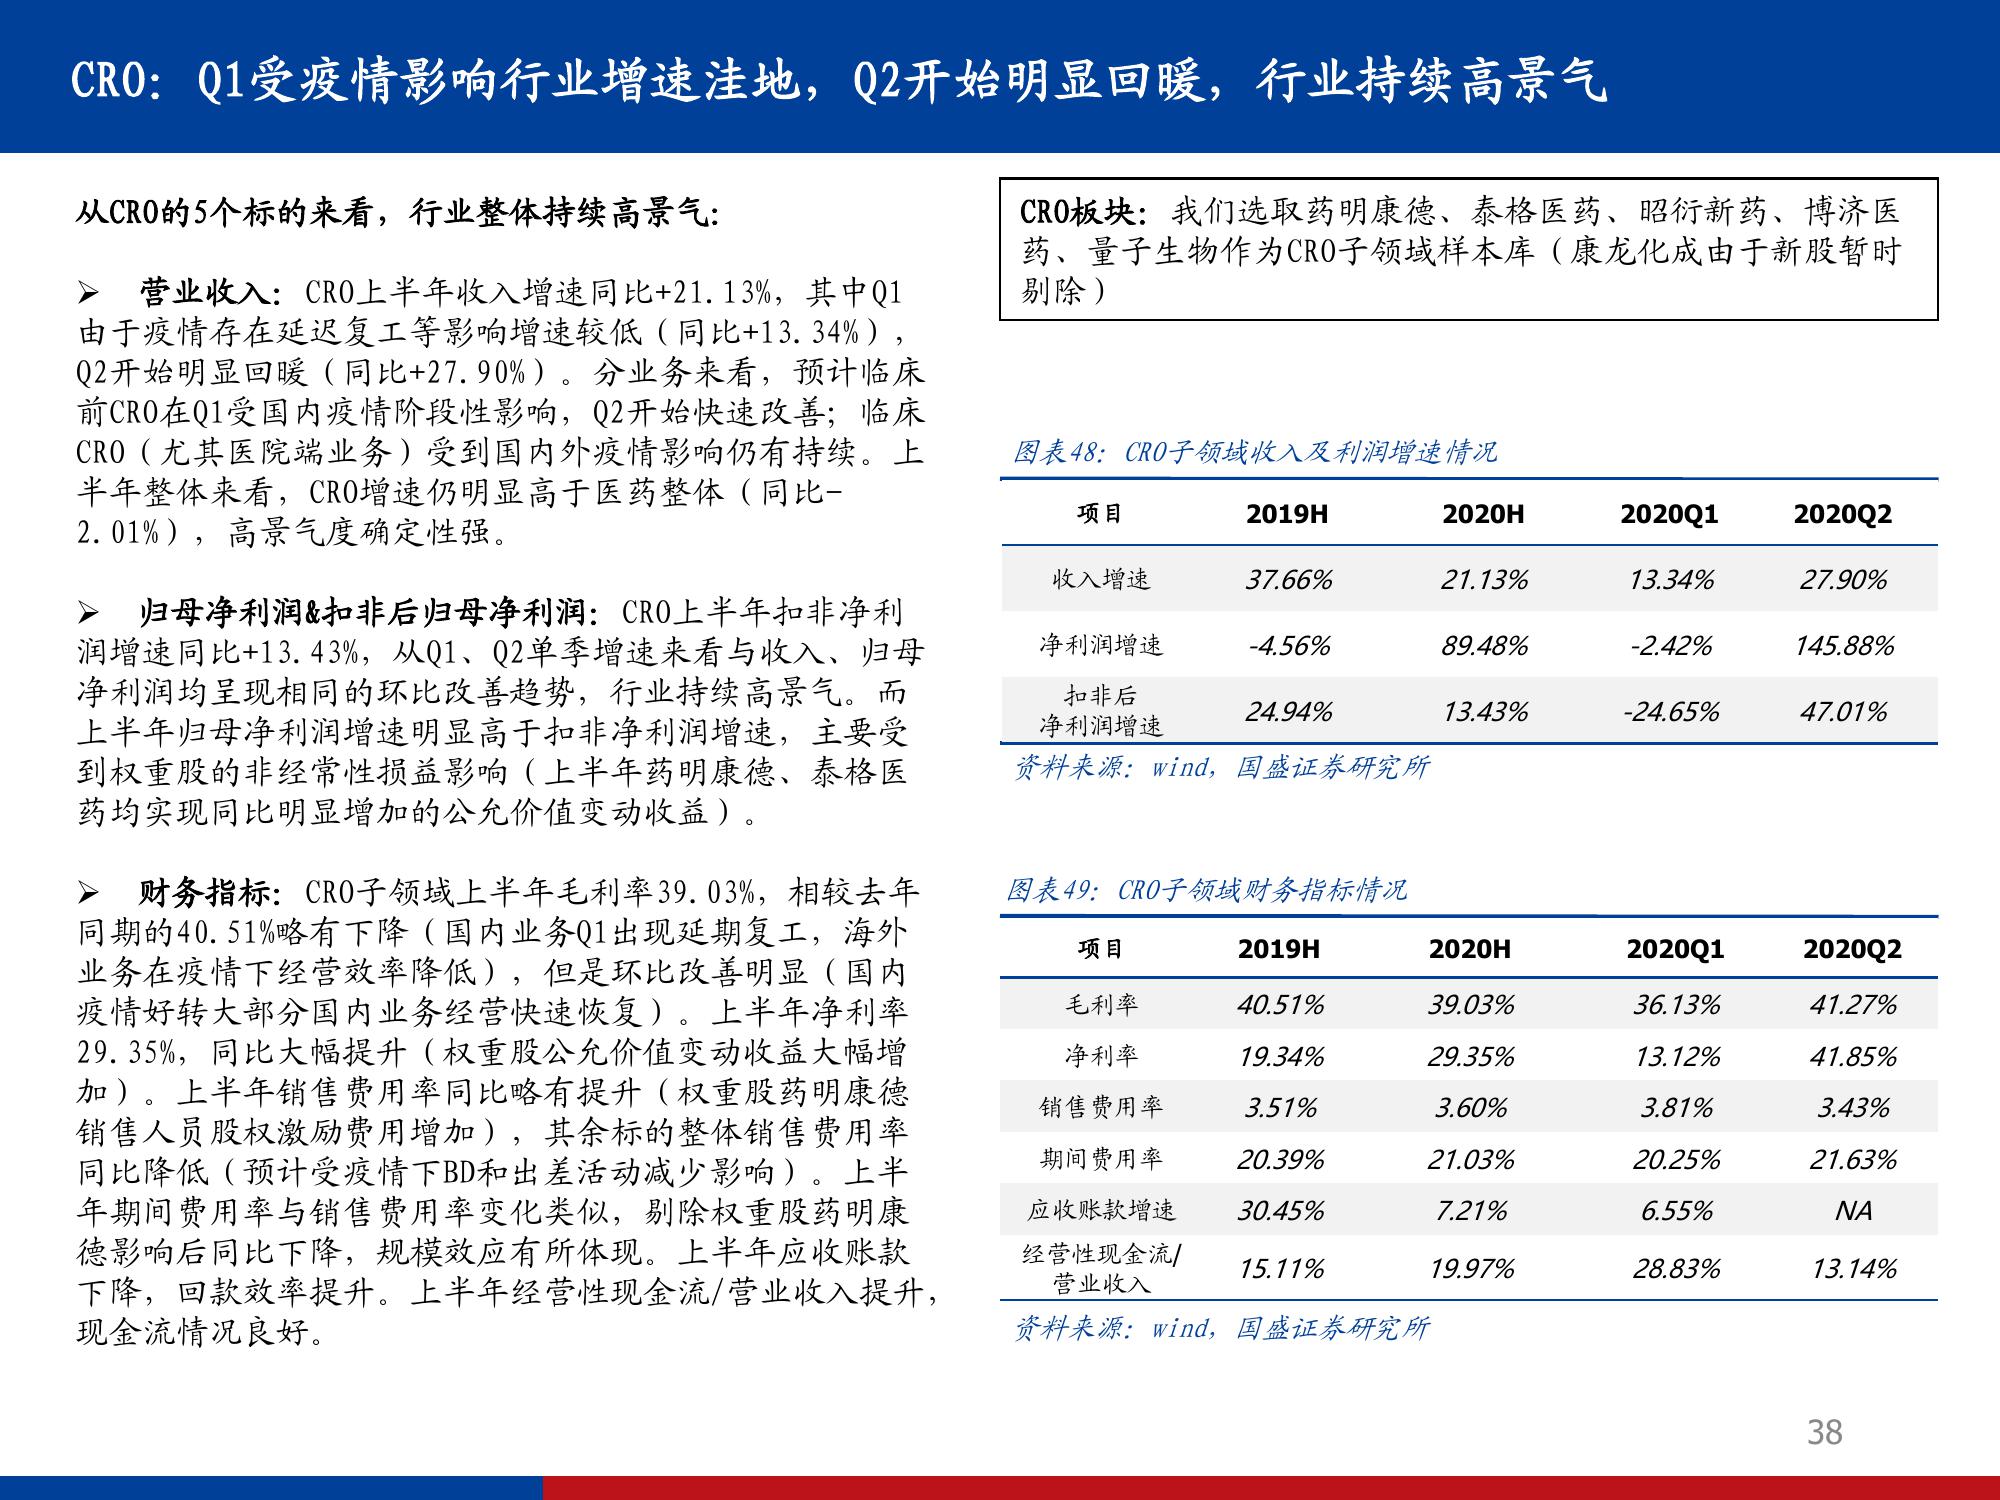 CRO：Q1受疫情影响行业增速洼地，Q2开始明显回暖，行业持续高景气
从CRO的5个标的来看，行业整体持续高景气：
➢ 营业收入：CRO上半年收入增速同比+21.13%，其中Q1
由于疫情存在延迟复工等影响增速较低（同比+13.34%），
Q2开始明显回暖（同比+27.90%）。分业务来看，预计临床
前CRO在Q1受国内疫情阶段性影响，Q2开始快速改善；临床
CRO（尤其医院端业务）受到国内外疫情影响仍有持续。上
半年整体来看，CRO增速仍明显高于医药整体（同比-
2.01%），高景气度确定性强。
➢ 归母净利润&扣非后归母净利润：CRO上半年扣非净利
润增速同比+13.43%，从Q1、Q2单季增速来看与收入、归母
净利润均呈现相同的环比改善趋势，行业持续高景气。而
上半年归母净利润增速明显高于扣非净利润增速，主要受
到权重股的非经常性损益影响（上半年药明康德、泰格医
药均实现同比明显增加的公允价值变动收益）。
➢ 财务指标：CRO子领域上半年毛利率39.03%，相较去年
同期的40.51%略有下降（国内业务Q1出现延期复工，海外
业务在疫情下经营效率降低），但是环比改善明显（国内
疫情好转大部分国内业务经营快速恢复）。上半年净利率
29.35%，同比大幅提升（权重股公允价值变动收益大幅增
加）。上半年销售费用率同比略有提升（权重股药明康德
销售人员股权激励费用增加），其余标的整体销售费用率
同比降低（预计受疫情下BD和出差活动减少影响）。上半
年期间费用率与销售费用率变化类似，剔除权重股药明康
德影响后同比下降，规模效应有所体现。上半年应收账款
下降，回款效率提升。上半年经营性现金流/营业收入提升，
现金流情况良好。
CRO板块：我们选取药明康德、泰格医药、昭衍新药、博济医
药、量子生物作为CRO子领域样本库（康龙化成由于新股暂时
剔除）
图表48：CRO子领域收入及利润增速情况
项目 2019H 2020H 2020Q1 2020Q2
收入增速 37.66% 21.13% 13.34% 27.90%
净利润增速 -4.56% 89.48% -2.42% 145.88%
扣非后
净利润增速 24.94% 13.43% -24.65% 47.01%
资料来源：wind，国盛证券研究所
图表49：CRO子领域财务指标情况
项目 2019H 2020H 2020Q1 2020Q2
毛利率 40.51% 39.03% 36.13% 41.27%
净利率 19.34% 29.35% 13.12% 41.85%
销售费用率 3.51% 3.60% 3.81% 3.43%
期间费用率 20.39% 21.03% 20.25% 21.63%
应收账款增速 30.45% 7.21% 6.55% NA
经营性现金流/
营业收入 15.11% 19.97% 28.83% 13.14%
资料来源：wind，国盛证券研究所
38